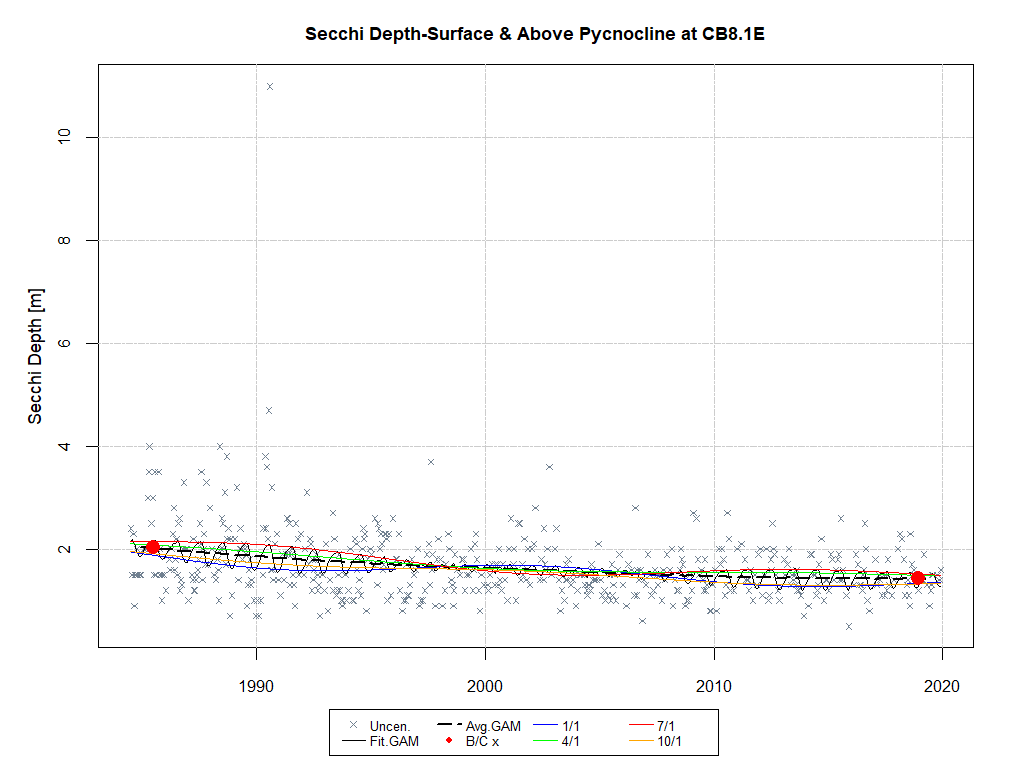 Secchi Depth-Surface & Above Pycnocline at CB8.1E
Secchi Depth [m]
10
8
6
4
2
1990 2000 2010 2020
Uncen. Avg.GAM 1/1 7/1
Fit.GAM B/C x 4/1 10/1